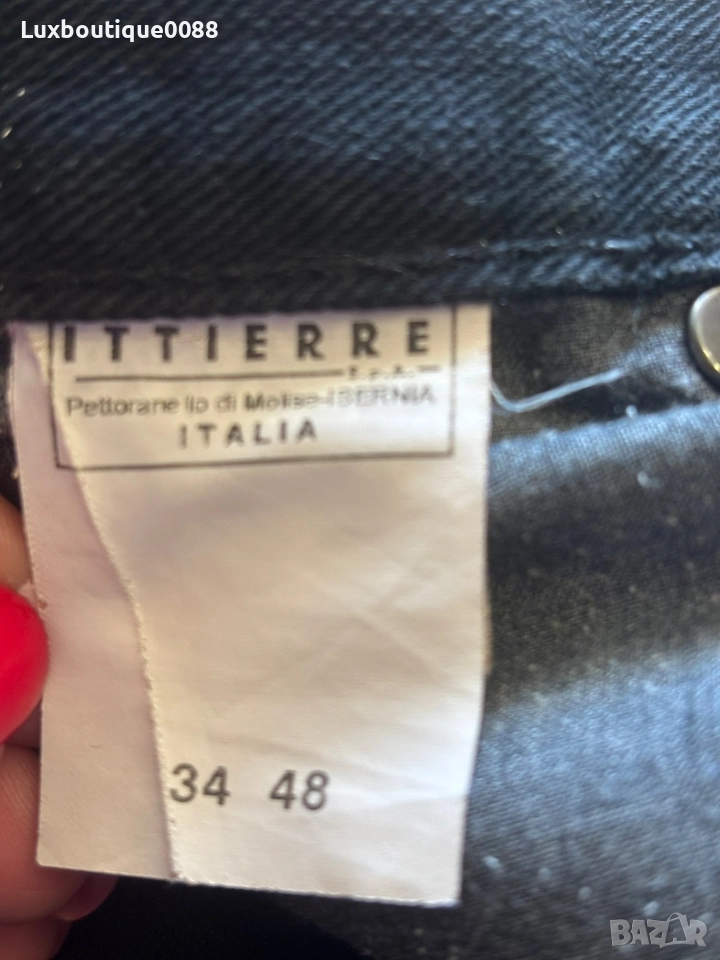 Luxboutique0088
ITTIERRE
S.p.A.
Pettoranello di Molise-ISERNIA
ITALIA
34 48
BAZAR